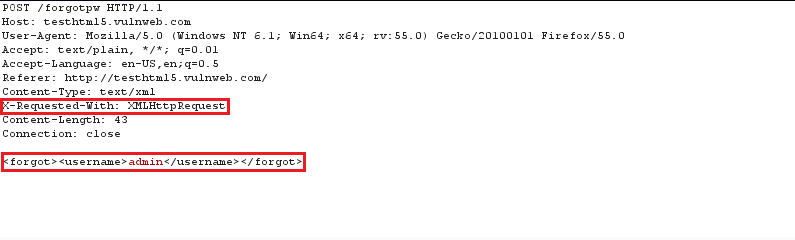 POST /forgotpw HTTP/1.1
Host: testhtml5.vulnweb.com
User-Agent: Mozilla/5.0 (Windows NT 6.1; Win64; x64; rv:55.0) Gecko/20100101 Firefox/55.0
Accept: text/plain, */*; q=0.01
Accept-Language: en-US,en;q=0.5
Referer: http://testhtml5.vulnweb.com/
Content-Type: text/xml
X-Requested-With: XMLHttpRequest
Content-Length: 43
Connection: close
<forgot><username>admin</username></forgot>